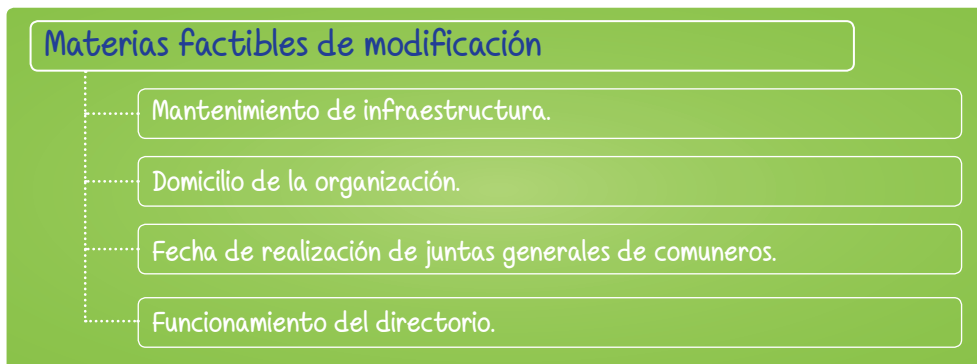 Materias factibles de modificación
Mantenimiento de infraestructura.
Domicilio de la organización.
Fecha de realización de juntas generales de comuneros.
Funcionamiento del directorio.